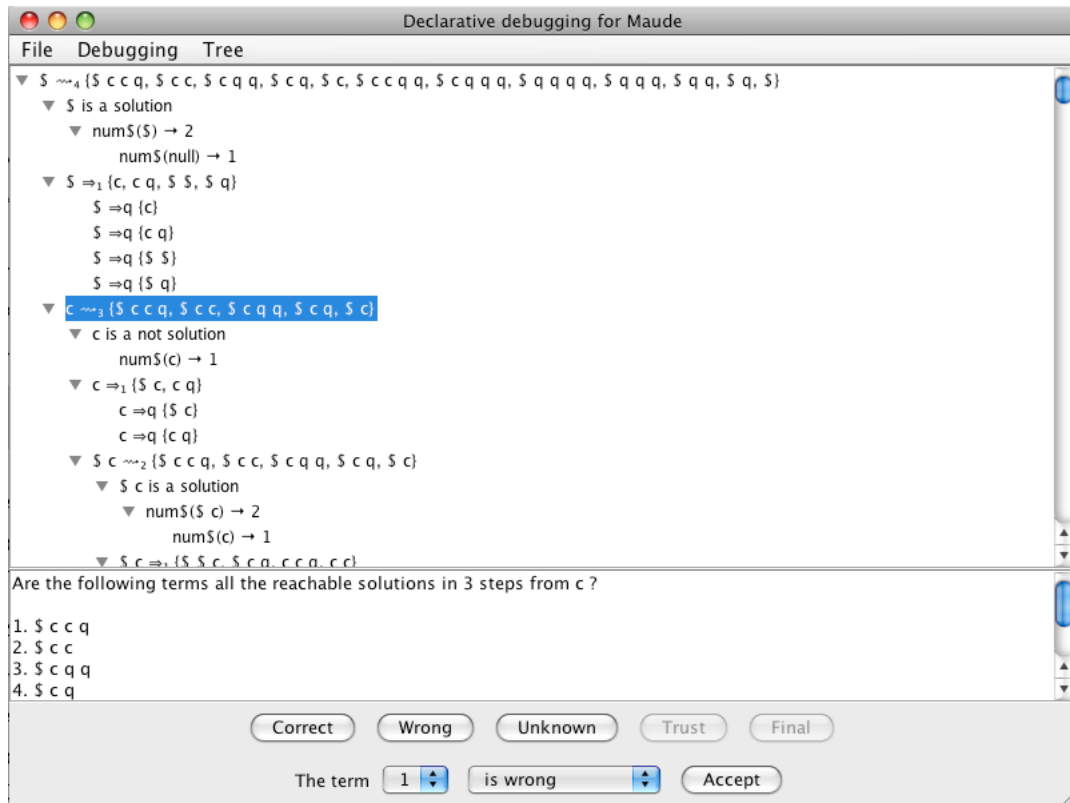 Declarative debugging for Maude
File Debugging Tree
$ ⤳₄ {$ c c q, $ c c, $ c q q, $ c q, $ c, $ c c q q, $ c q q q, $ q q q q, $ q q q, $ q q, $ q, $}
$ is a solution
num$($) → 2
num$(null) → 1
$ ⇒₁ {c, c q, $ $, $ q}
$ ⇒q {c}
$ ⇒q {c q}
$ ⇒q {$ $}
$ ⇒q {$ q}
c ⤳₃ {$ c c q, $ c c, $ c q q, $ c q, $ c}
c is a not solution
num$(c) → 1
c ⇒₁ {$ c, c q}
c ⇒q {$ c}
c ⇒q {c q}
$ c ⤳₂ {$ c c q, $ c c, $ c q q, $ c q, $ c}
$ c is a solution
num$($ c) → 2
num$(c) → 1
$ c ⇒₁ {$ $ c, $ c q, c c q, c c}
Are the following terms all the reachable solutions in 3 steps from c ?
1. $ c c q
2. $ c c
3. $ c q q
4. $ c q
Correct Wrong Unknown Trust Final
The term 1 is wrong Accept